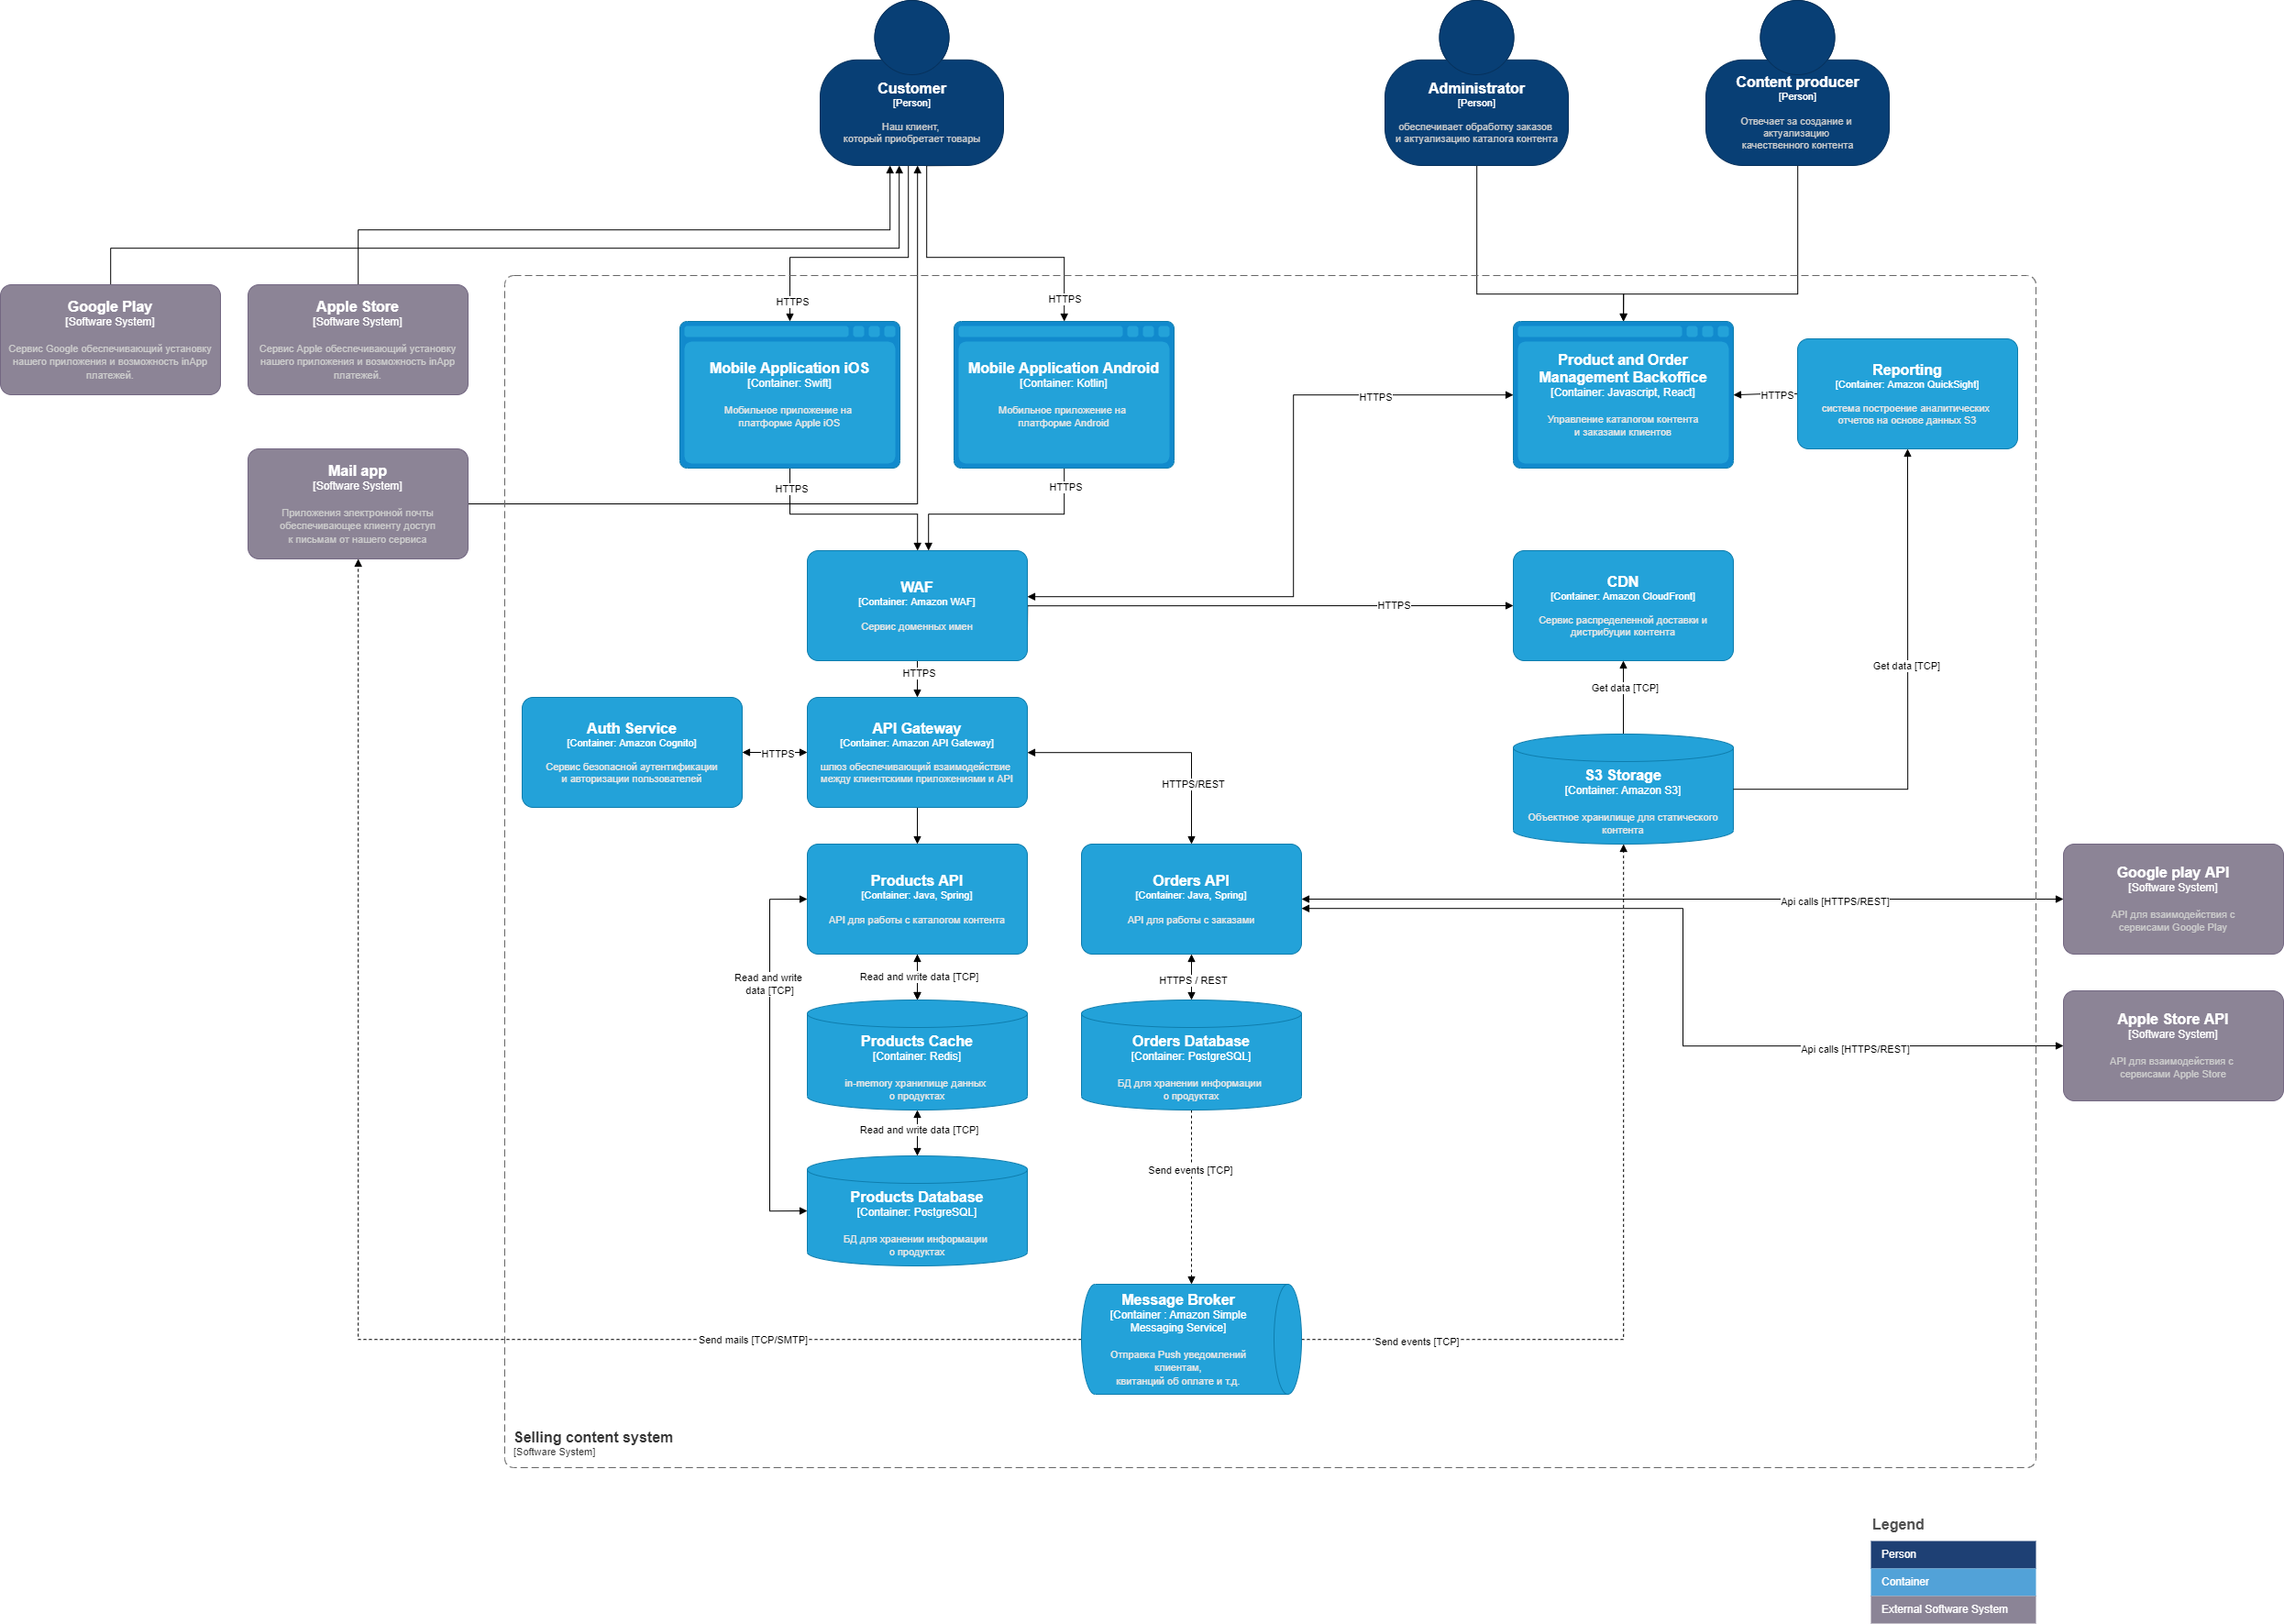 Customer
[Person]
Наш клиент,
который приобретает товары
Administrator
[Person]
обеспечивает обработку заказов
и актуализацию каталога контента
Content producer
[Person]
Отвечает за создание и
актуализацию
качественного контента
Google Play
[Software System]
Сервис Google обеспечивающий установку
нашего приложения и возможность inApp
платежей.
Apple Store
[Software System]
Сервис Apple обеспечивающий установку
нашего приложения и возможность inApp
платежей.
HTTPS
HTTPS
Mobile Application iOS
[Container: Swift]
Мобильное приложение на
платформе Apple iOS
Mobile Application Android
[Container: Kotlin]
Мобильное приложение на
платформе Android
HTTPS
Product and Order
Management Backoffice
[Container: Javascript, React]
Управление каталогом контента
и заказами клиентов
HTTPS
Reporting
[Container: Amazon QuickSight]
система построение аналитических
отчетов на основе данных S3
Mail app
[Software System]
Приложения электронной почты
обеспечивающее клиенту доступ
к письмам от нашего сервиса
HTTPS
HTTPS
WAF
[Container: Amazon WAF]
Сервис доменных имен
HTTPS
CDN
[Container: Amazon CloudFront]
Сервис распределенной доставки и
дистрибуции контента
HTTPS
Get data [TCP]
Get data [TCP]
Auth Service
[Container: Amazon Cognito]
Сервис безопасной аутентификации
и авторизации пользователей
HTTPS
API Gateway
[Container: Amazon API Gateway]
шлюз обеспечивающий взаимодействие
между клиентскими приложениями и API
HTTPS/REST
S3 Storage
[Container: Amazon S3]
Объектное хранилище для статического
контента
Products API
[Container: Java, Spring]
API для работы с каталогом контента
Orders API
[Container: Java, Spring]
API для работы с заказами
Api calls [HTTPS/REST]
Google play API
[Software System]
API для взаимодействия с
сервисами Google Play
Read and write
data [TCP]
Read and write data [TCP]
HTTPS / REST
Products Cache
[Container: Redis]
in-memory хранилище данных
о продуктах
Orders Database
[Container: PostgreSQL]
БД для хранении информации
о продуктах
Api calls [HTTPS/REST]
Apple Store API
[Software System]
API для взаимодействия с
сервисами Apple Store
Read and write data [TCP]
Send events [TCP]
Products Database
[Container: PostgreSQL]
БД для хранении информации
о продуктах
Send mails [TCP/SMTP]
Message Broker
[Container : Amazon Simple
Messaging Service]
Отправка Push уведомлений
клиентам,
квитанций об оплате и т.д.
Send events [TCP]
Selling content system
[Software System]
Legend
Person
Container
External Software System